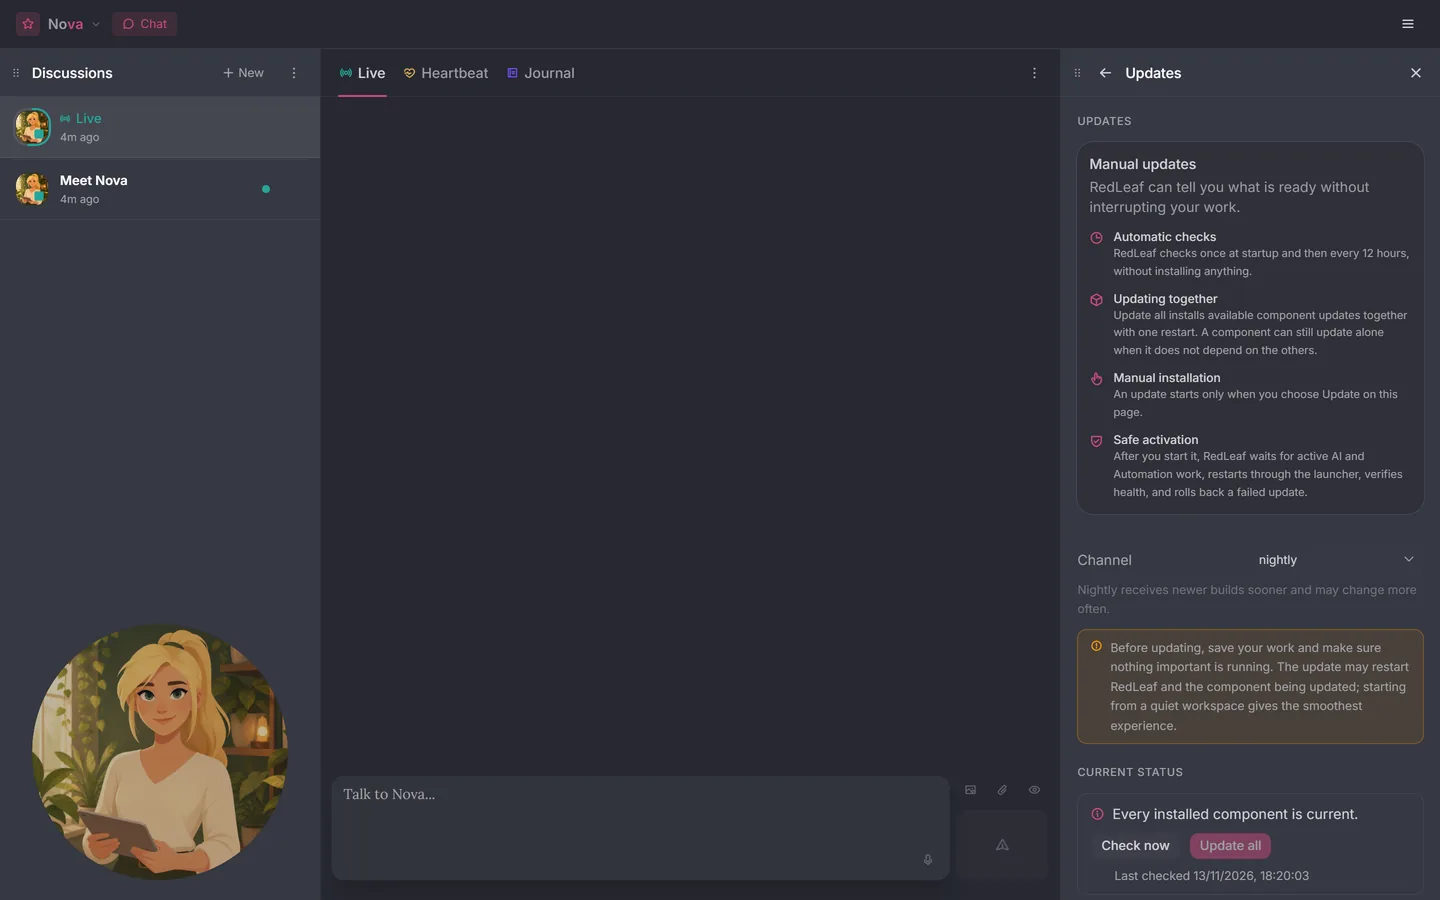 Nova
Chat
Discussions
New
Live
4m ago
Meet Nova
4m ago
Live
Heartbeat
Journal
Talk to Nova...
Updates
UPDATES
Manual updates
RedLeaf can tell you what is ready without
interrupting your work.
Automatic checks
RedLeaf checks once at startup and then every 12 hours,
without installing anything.
Updating together
Update all installs available component updates together
with one restart. A component can still update alone
when it does not depend on the others.
Manual installation
An update starts only when you choose Update on this
page.
Safe activation
After you start it, RedLeaf waits for active AI and
Automation work, restarts through the launcher, verifies
health, and rolls back a failed update.
Channel
nightly
Nightly receives newer builds sooner and may change more
often.
Before updating, save your work and make sure
nothing important is running. The update may restart
RedLeaf and the component being updated; starting
from a quiet workspace gives the smoothest
experience.
CURRENT STATUS
Every installed component is current.
Check now
Update all
Last checked 13/11/2026, 18:20:03